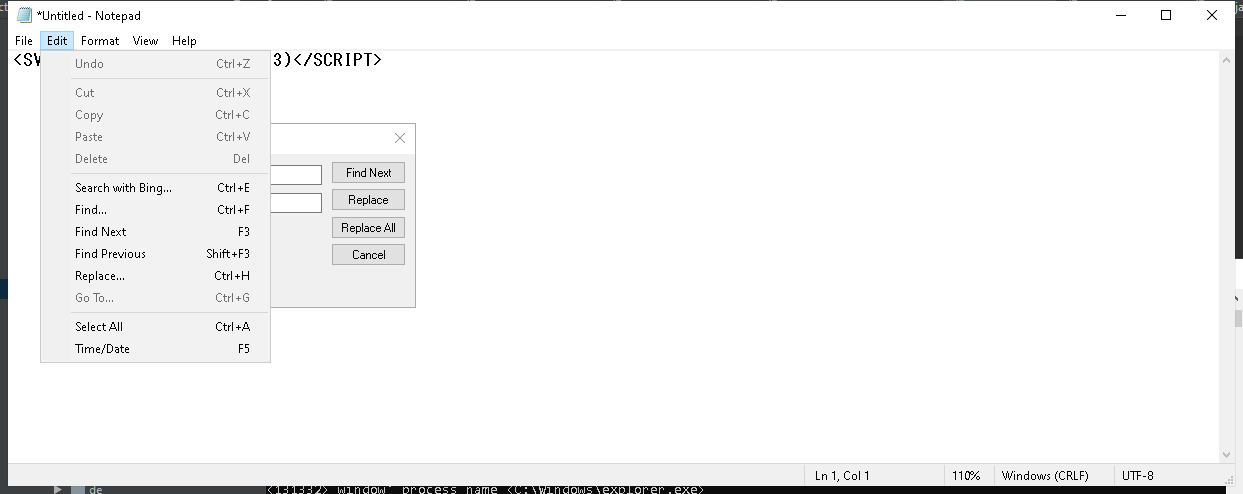 *Untitled - Notepad
File Edit Format View Help
3)</SCRIPT>
Undo Ctrl+Z
Cut Ctrl+X
Copy Ctrl+C
Paste Ctrl+V
Delete Del
Search with Bing... Ctrl+E
Find... Ctrl+F
Find Next F3
Find Previous Shift+F3
Replace... Ctrl+H
Go To... Ctrl+G
Select All Ctrl+A
Time/Date F5
Find Next
Replace
Replace All
Cancel
Ln 1, Col 1 110% Windows (CRLF) UTF-8
de <131332> window' process name <C:\Windows\explorer.exe>